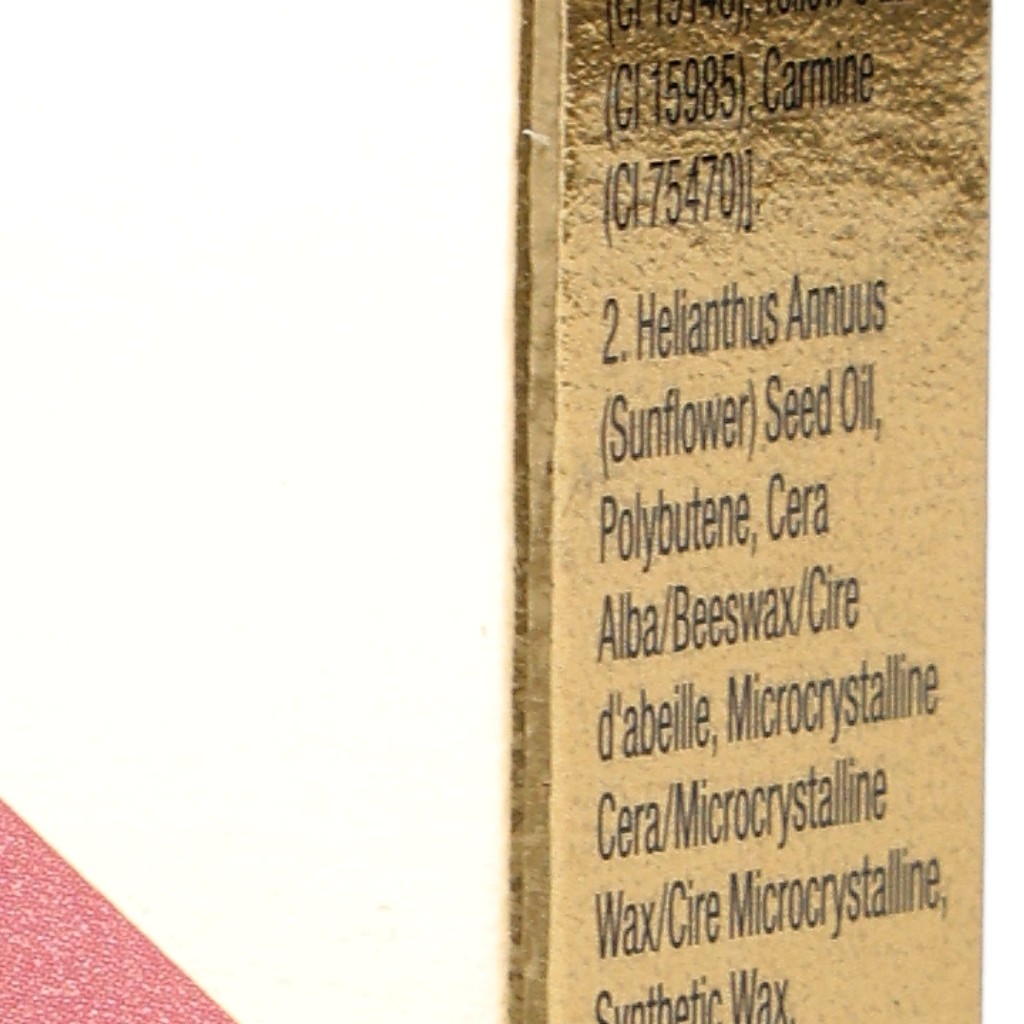 (CI 15985), Carmine
(CI 75470)].
2. Helianthus Annuus
(Sunflower) Seed Oil,
Polybutene, Cera
Alba/Beeswax/Cire
d'abeille, Microcrystalline
Cera/Microcrystalline
Wax/Cire Microcrystalline,
Synthetic Wax,